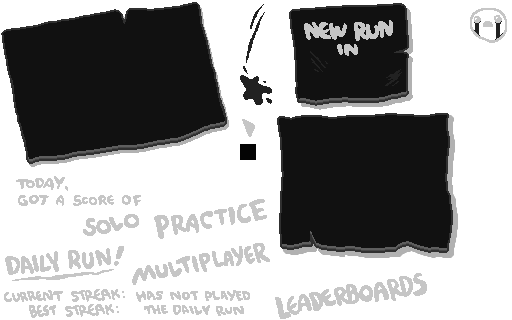 NEW RUN
IN
TODAY,
GOT A SCORE OF
SOLO PRACTICE
DAILY RUN!
MULTIPLAYER
CURRENT STREAK:
BEST STREAK:
HAS NOT PLAYED
THE DAILY RUN
LEADERBOARDS